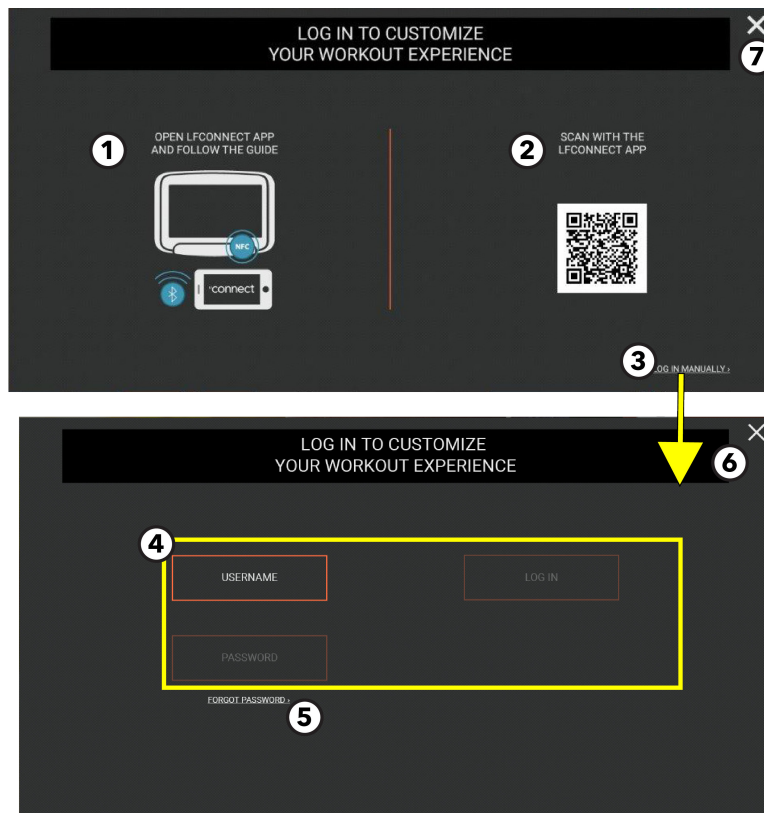 LOG IN TO CUSTOMIZE
YOUR WORKOUT EXPERIENCE
7
1
OPEN LFCONNECT APP
AND FOLLOW THE GUIDE
2
SCAN WITH THE
LFCONNECT APP
NFC
connect
3
OG IN MANUALLY ›
LOG IN TO CUSTOMIZE
YOUR WORKOUT EXPERIENCE
6
4
USERNAME
LOG IN
PASSWORD
FORGOT PASSWORD ›
5